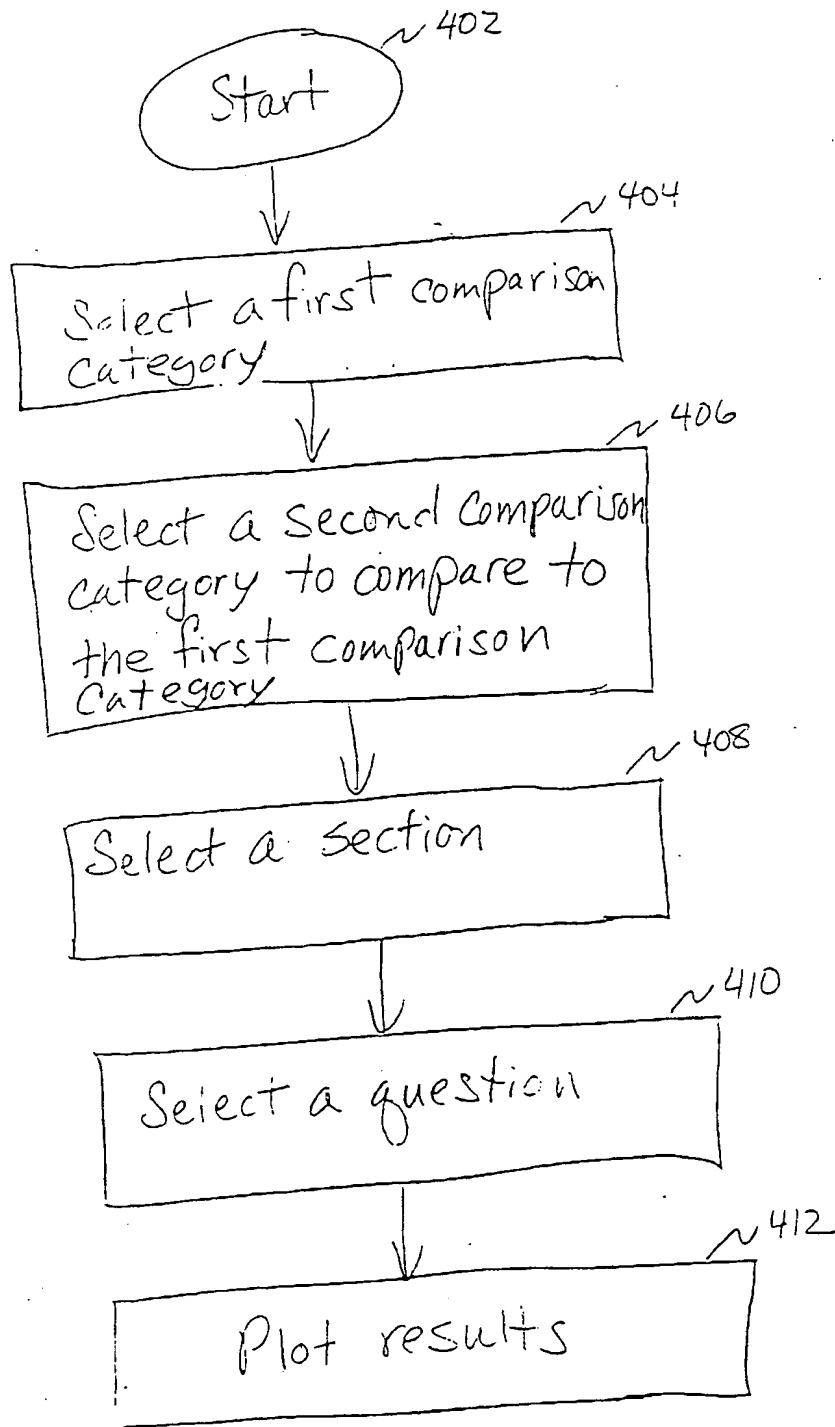 402
Start
404
Select a first comparison
category
406
Select a second comparison
category to compare to
the first comparison
category
408
Select a section
410
Select a question
412
Plot results